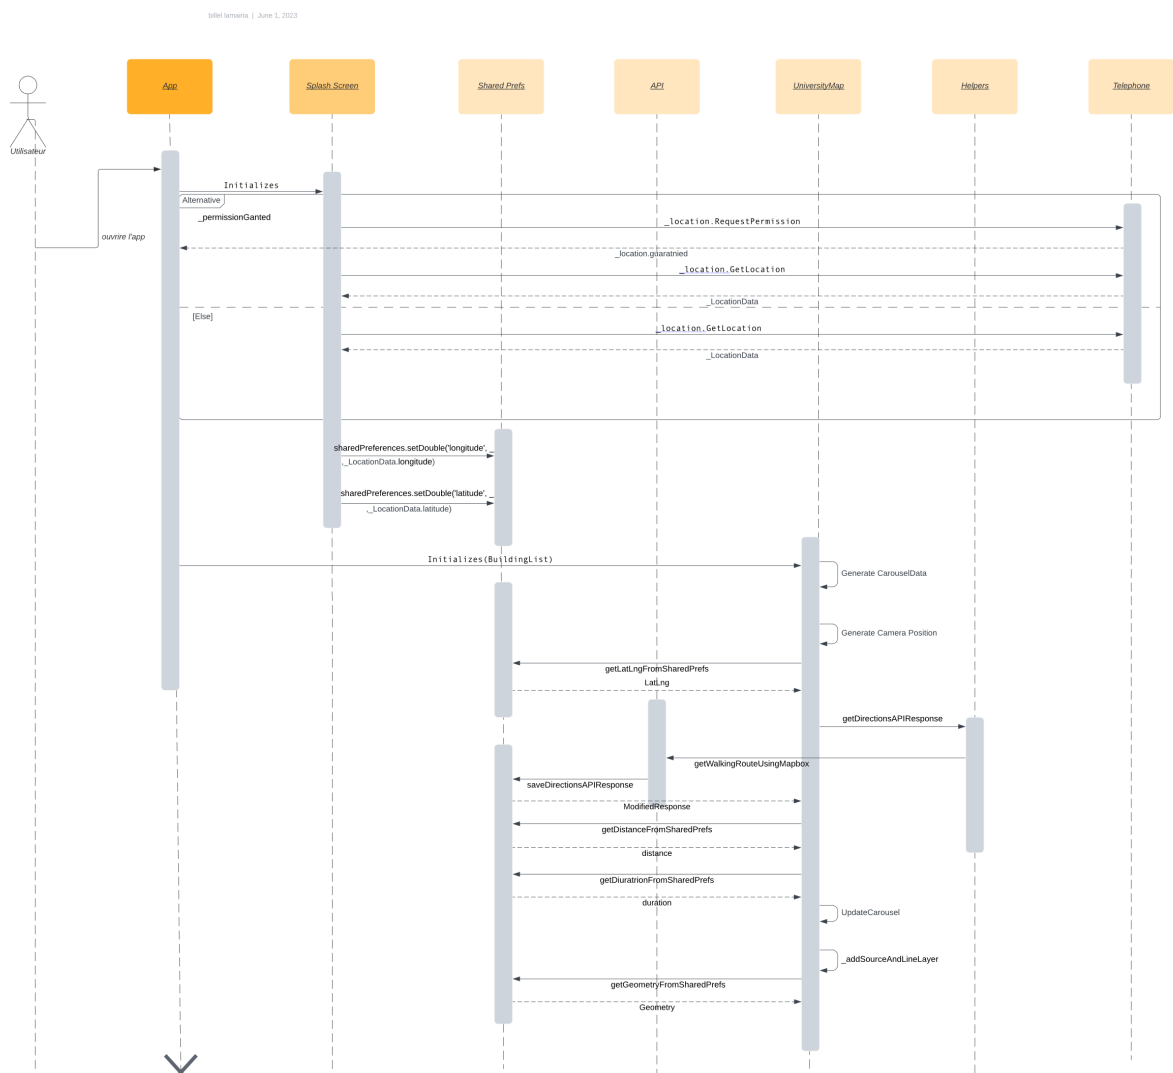 billel lamairia | June 1, 2023
App
Splash Screen
Shared Prefs
API
UniversityMap
Helpers
Telephone
Utilisateur
Initializes
Alternative
_permissionGanted
_location.RequestPermission
ouvrire l'app
_location.guaratnied
_location.GetLocation
_LocationData
[Else]
_location.GetLocation
_LocationData
sharedPreferences.setDouble('longitude', _
,_LocationData.longitude)
sharedPreferences.setDouble('latitude', _
,_LocationData.latitude)
Initializes(BuildingList)
Generate CarouselData
Generate Camera Position
getLatLngFromSharedPrefs
LatLng
getDirectionsAPIResponse
getWalkingRouteUsingMapbox
saveDirectionsAPIResponse
ModifiedResponse
getDistanceFromSharedPrefs
distance
getDiuratrionFromSharedPrefs
duration
UpdateCarousel
_addSourceAndLineLayer
getGeometryFromSharedPrefs
Geometry